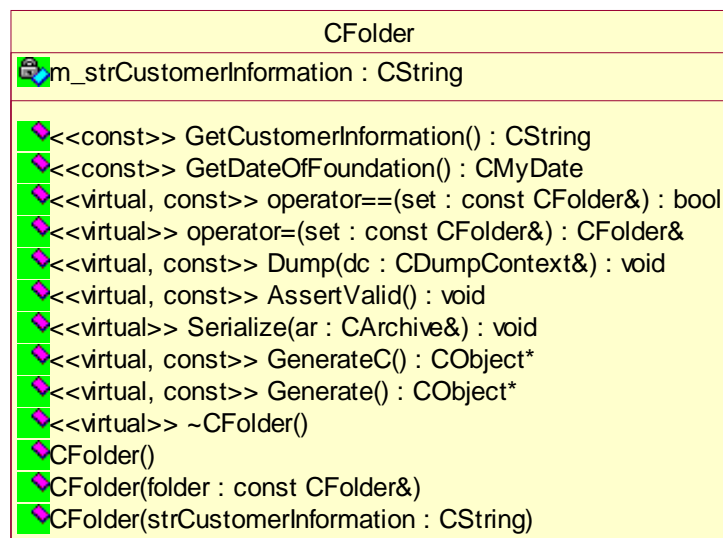 CFolder
m_strCustomerInformation : CString
<<const>> GetCustomerInformation() : CString
<<const>> GetDateOfFoundation() : CMyDate
<<virtual, const>> operator==(set : const CFolder&) : bool
<<virtual>> operator=(set : const CFolder&) : CFolder&
<<virtual, const>> Dump(dc : CDumpContext&) : void
<<virtual, const>> AssertValid() : void
<<virtual>> Serialize(ar : CArchive&) : void
<<virtual, const>> GenerateC() : CObject*
<<virtual, const>> Generate() : CObject*
<<virtual>> ~CFolder()
CFolder()
CFolder(folder : const CFolder&)
CFolder(strCustomerInformation : CString)